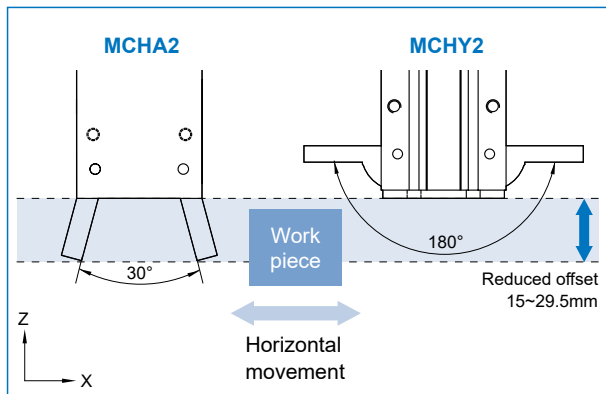 MCHA2
MCHY2
Work
piece
30°
180°
Reduced offset
15~29.5mm
Horizontal
movement
Z
X